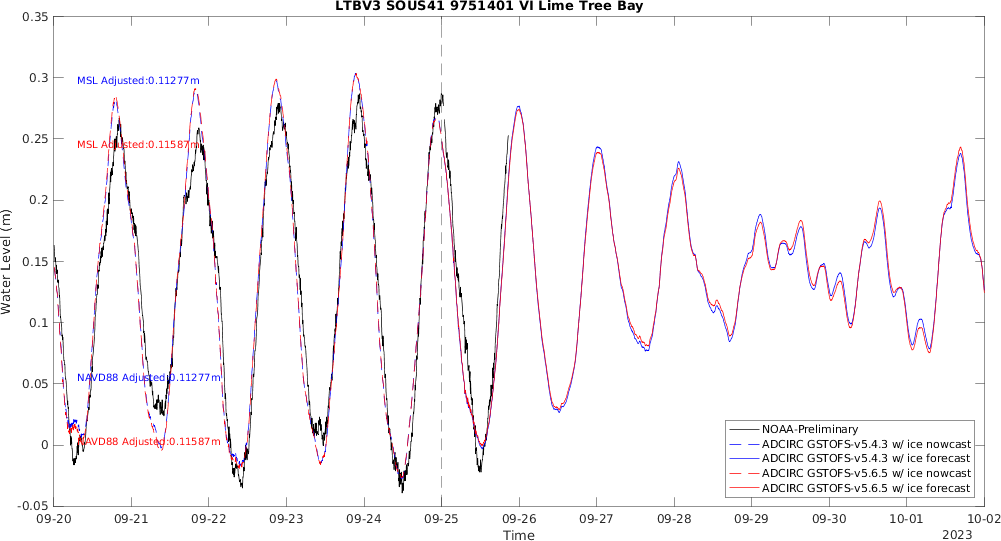 LTBV3 SOUS41 9751401 VI Lime Tree Bay
0.35
0.3
0.25
0.2
0.15
0.1
0.05
0
-0.05
Water Level (m)
MSL Adjusted:0.11277m
MSL Adjusted:0.11587m
NAVD88 Adjusted:0.11277m
NAVD88 Adjusted:0.11587m
NOAA-Preliminary
ADCIRC GSTOFS-v5.4.3 w/ ice nowcast
ADCIRC GSTOFS-v5.4.3 w/ ice forecast
ADCIRC GSTOFS-v5.6.5 w/ ice nowcast
ADCIRC GSTOFS-v5.6.5 w/ ice forecast
09-20 09-21 09-22 09-23 09-24 09-25 09-26 09-27 09-28 09-29 09-30 10-01 10-02
Time
2023